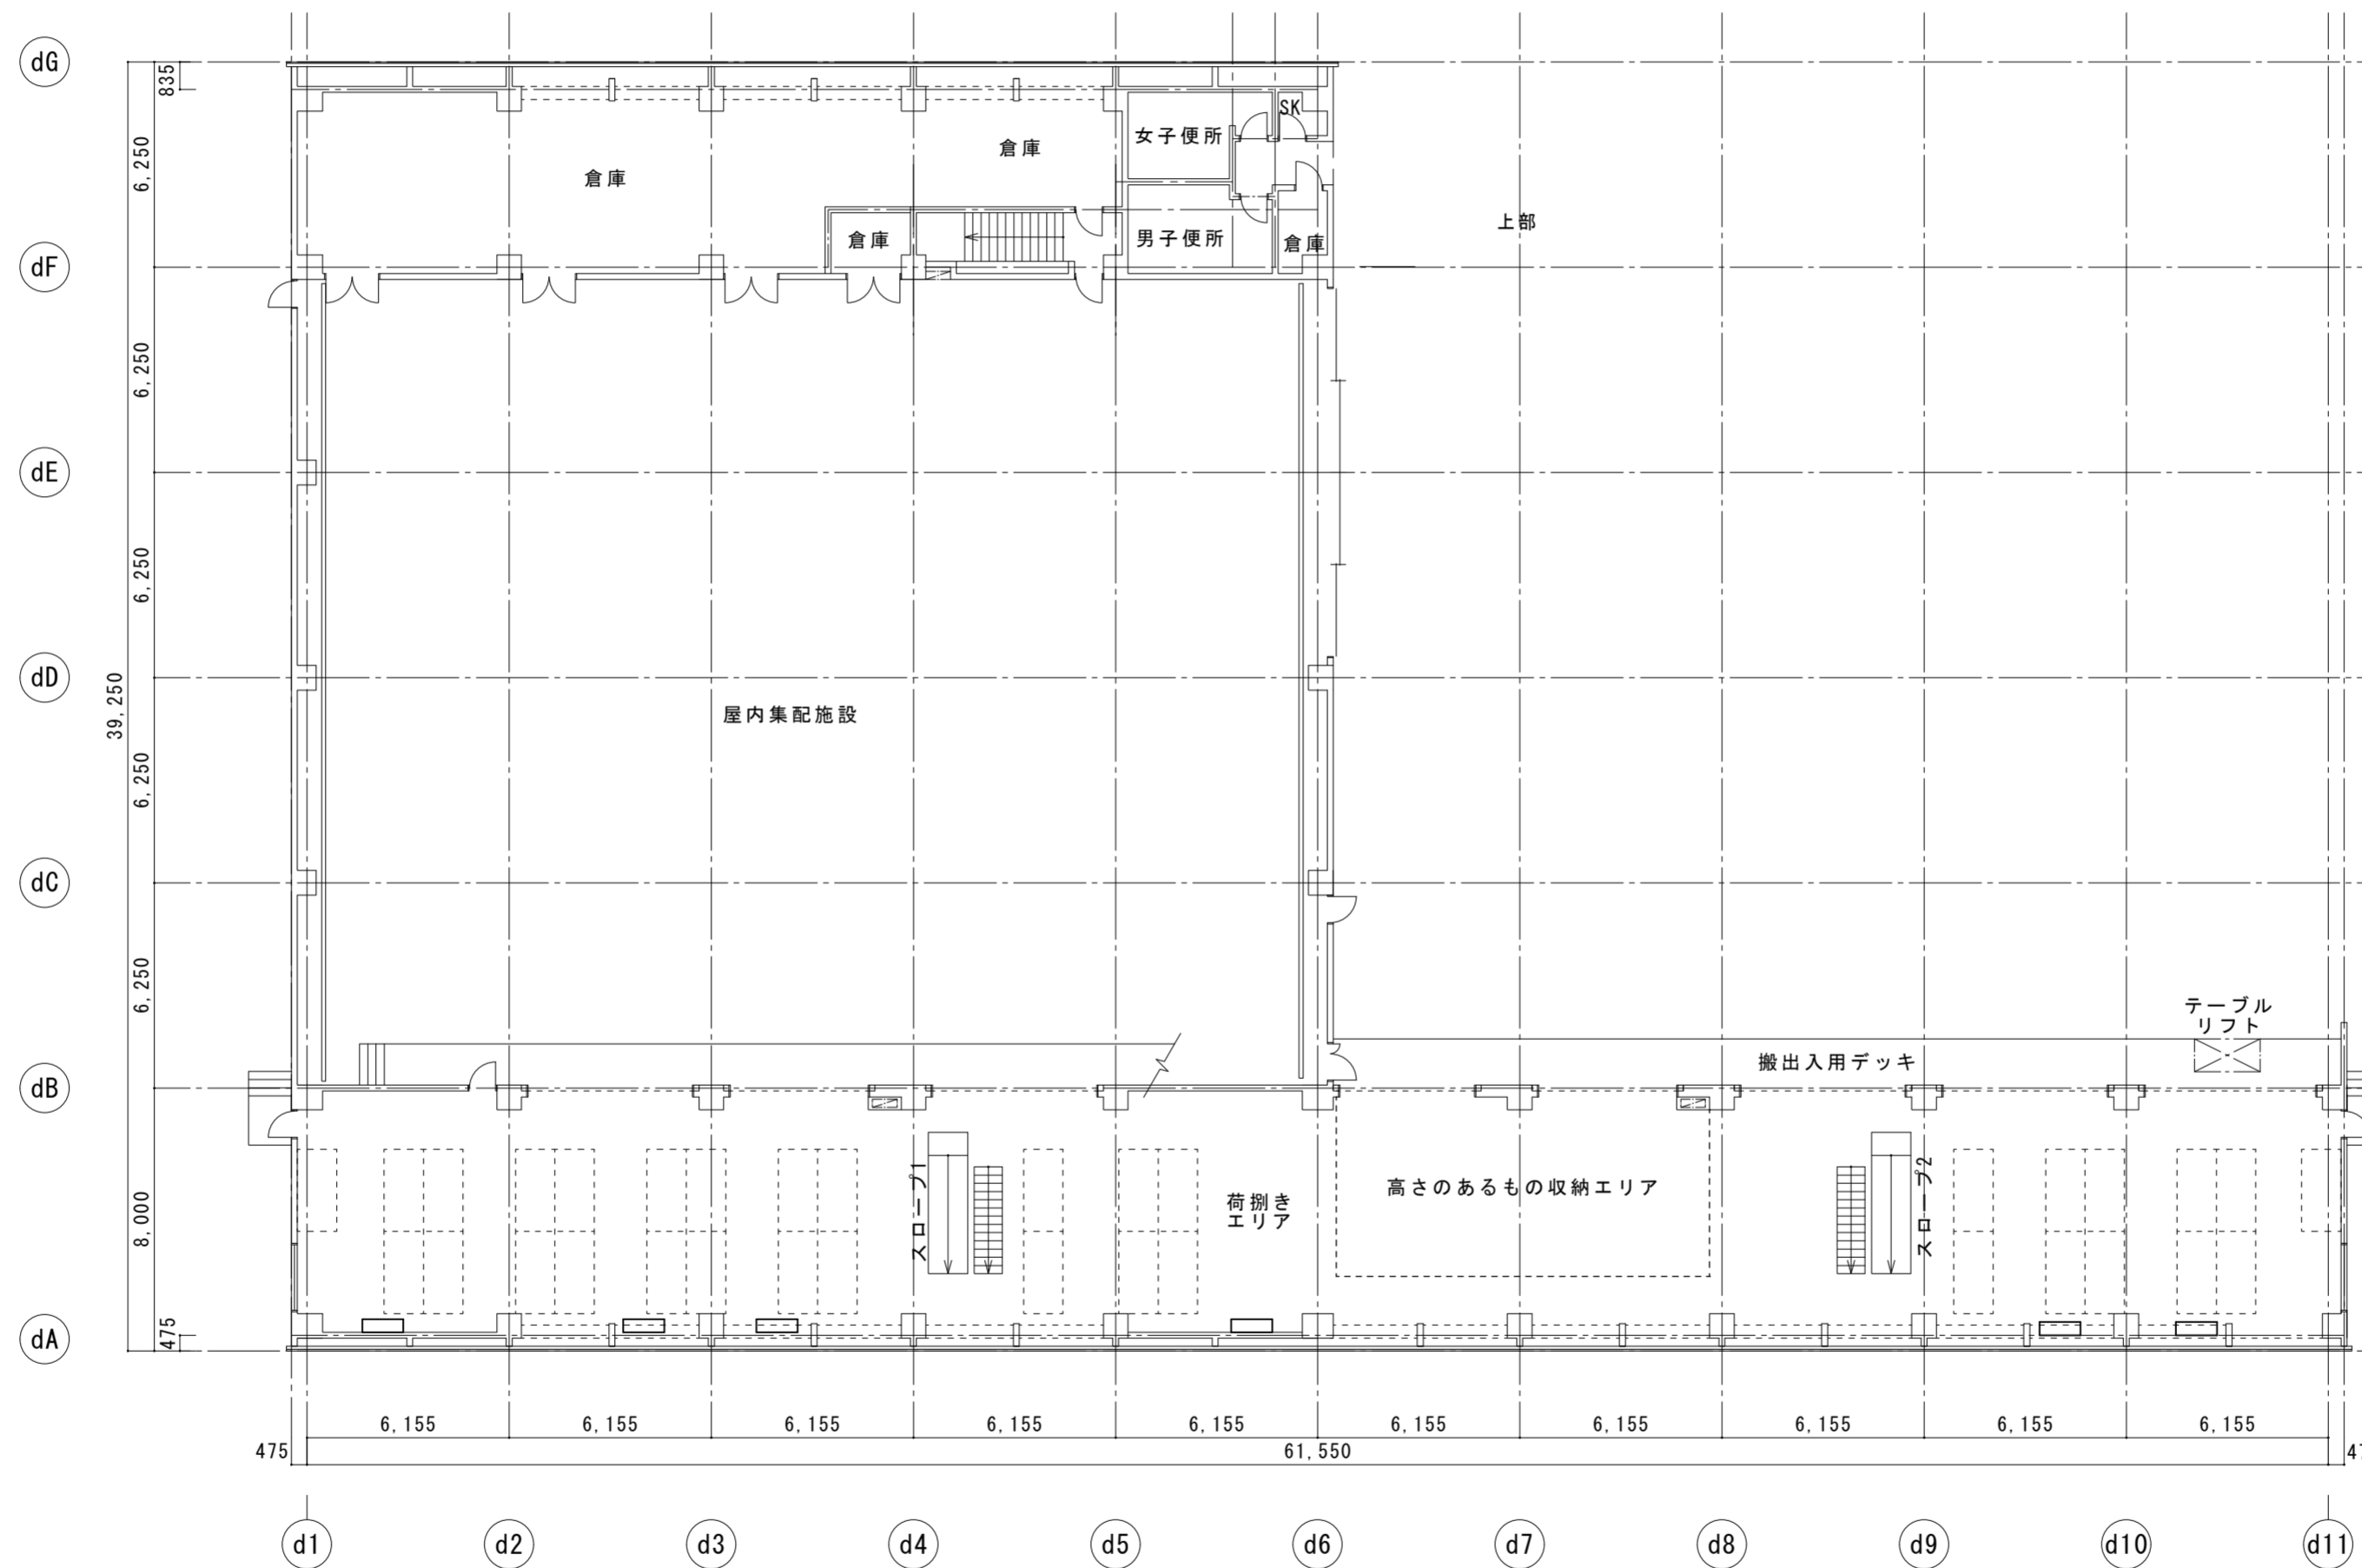 dG
835
6,250
女子便所
SK
倉庫
倉庫
上部
倉庫
男子便所
倉庫
dF
6,250
dE
6,250
dD
39,250
屋内集配施設
6,250
dC
6,250
テーブル
リフト
搬出入用デッキ
dB
8,000
スロープ1
荷捌き
エリア
高さのあるもの収納エリア
スロープ2
475
dA
6,155
6,155
6,155
6,155
6,155
6,155
6,155
6,155
6,155
6,155
475
61,550
d1
d2
d3
d4
d5
d6
d7
d8
d9
d10
d11